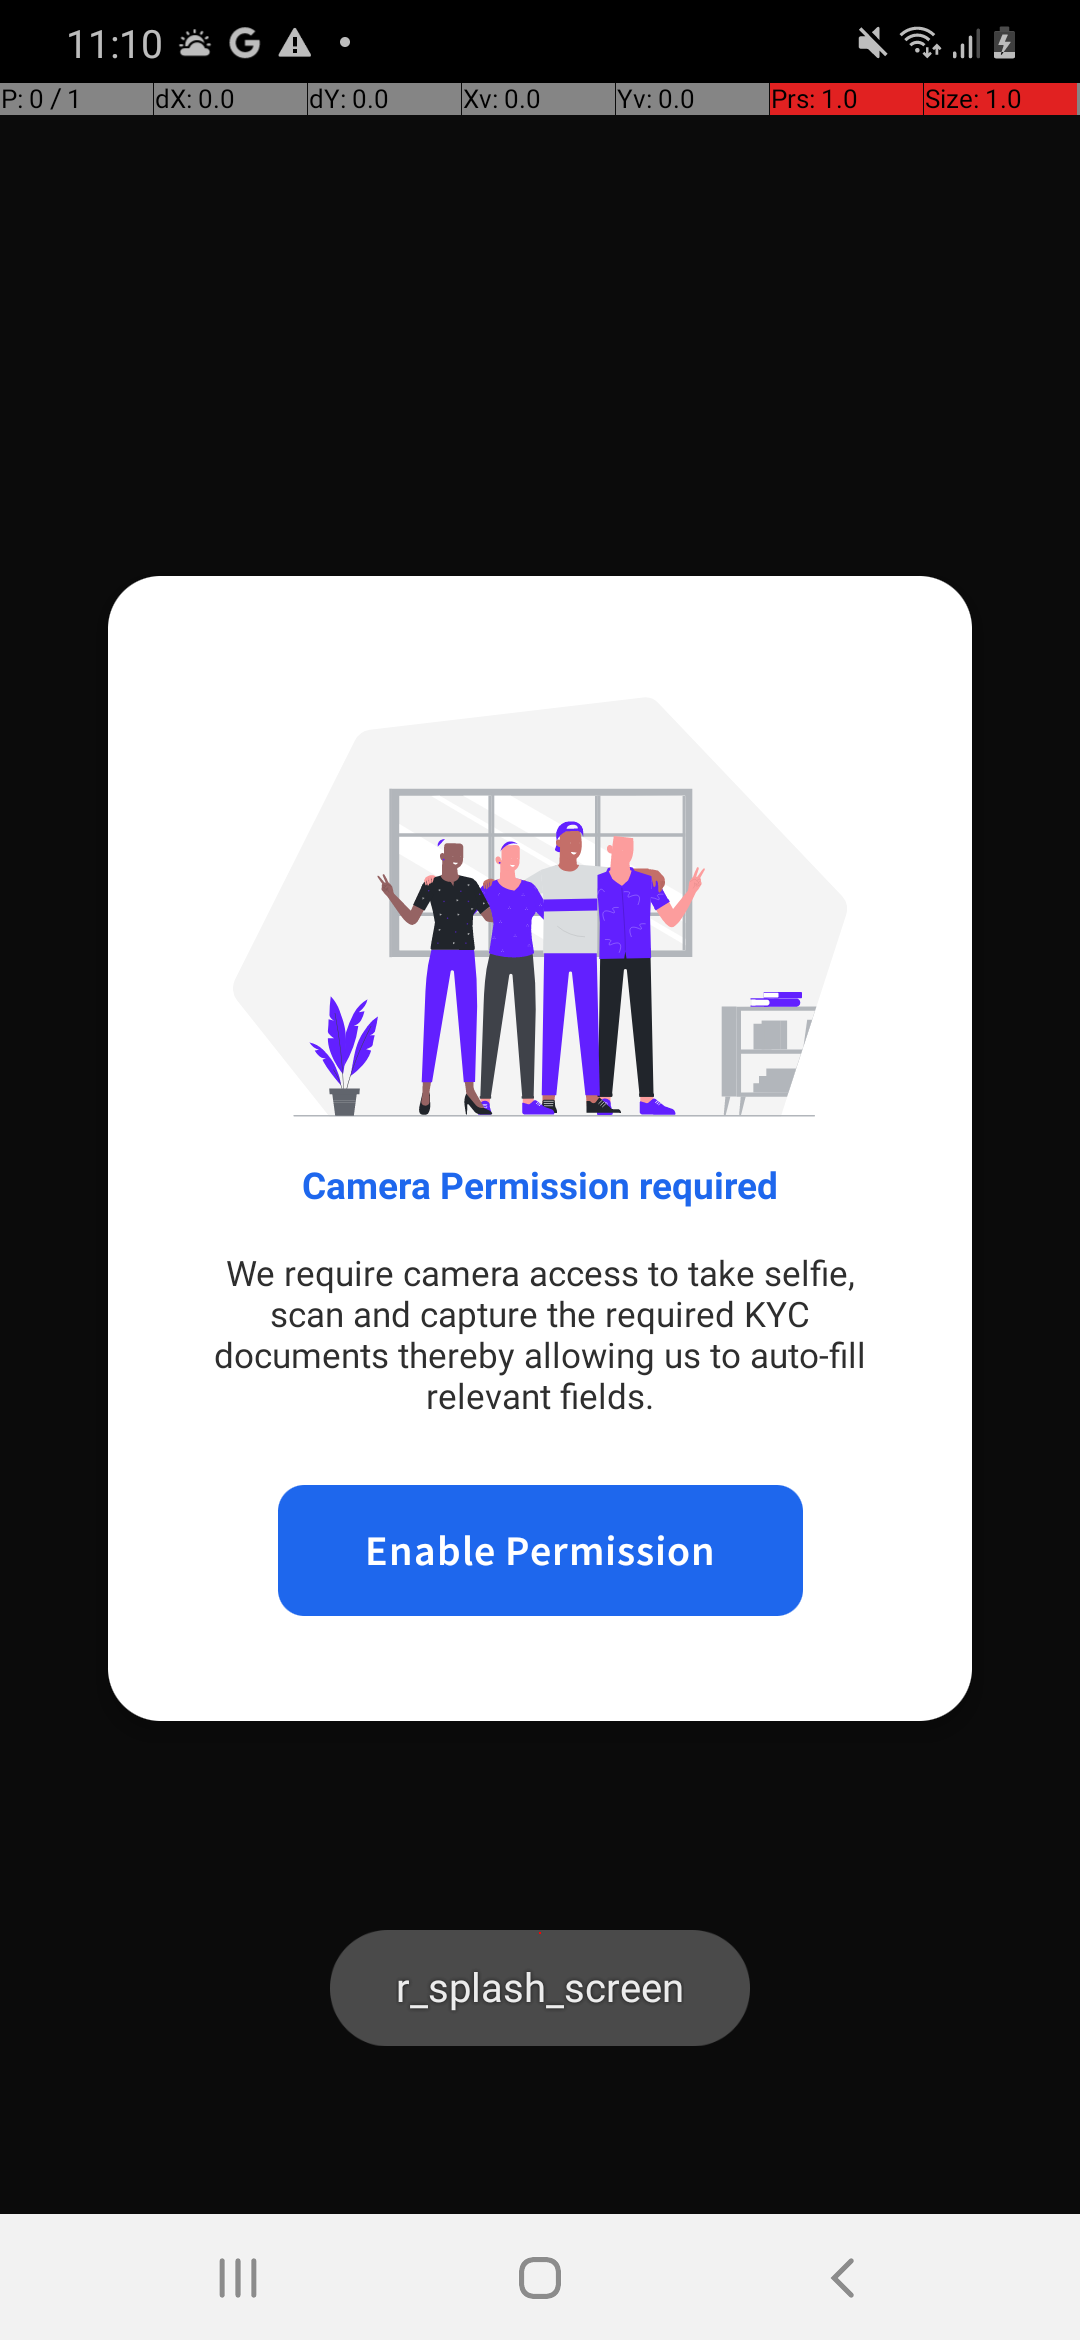 11:10
P: 0 / 1 dX: 0.0 dY: 0.0 Xv: 0.0 Yv: 0.0 Prs: 1.0 Size: 1.0
Camera Permission required
We require camera access to take selfie,
scan and capture the required KYC
documents thereby allowing us to auto-fill
relevant fields.
Enable Permission
r_splash_screen